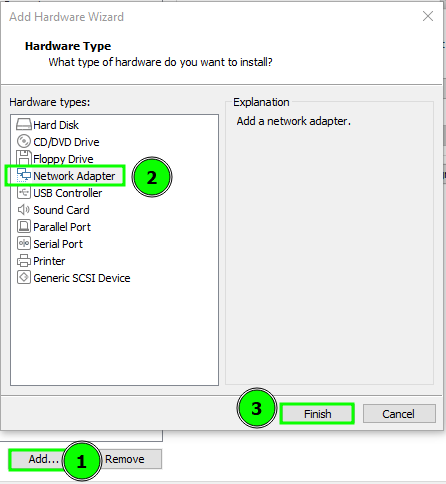 Add Hardware Wizard
Hardware Type
What type of hardware do you want to install?
Hardware types:
Explanation
Hard Disk
Add a network adapter.
CD/DVD Drive
Floppy Drive
Network Adapter
2
USB Controller
Sound Card
Parallel Port
Serial Port
Printer
Generic SCSI Device
3
Finish
Cancel
Add...
1
Remove